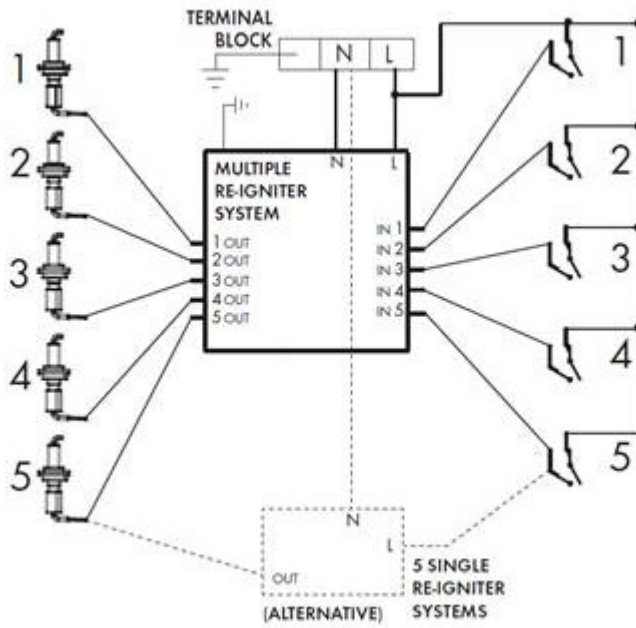 TERMINAL
BLOCK
N
L
1
2
3
4
5
1
2
3
4
5
N
L
MULTIPLE
RE-IGNITER
SYSTEM
1 OUT
2 OUT
3 OUT
4 OUT
5 OUT
IN 1
IN 2
IN 3
IN 4
IN 5
N
L
OUT
(ALTERNATIVE)
5 SINGLE
RE-IGNITER
SYSTEMS